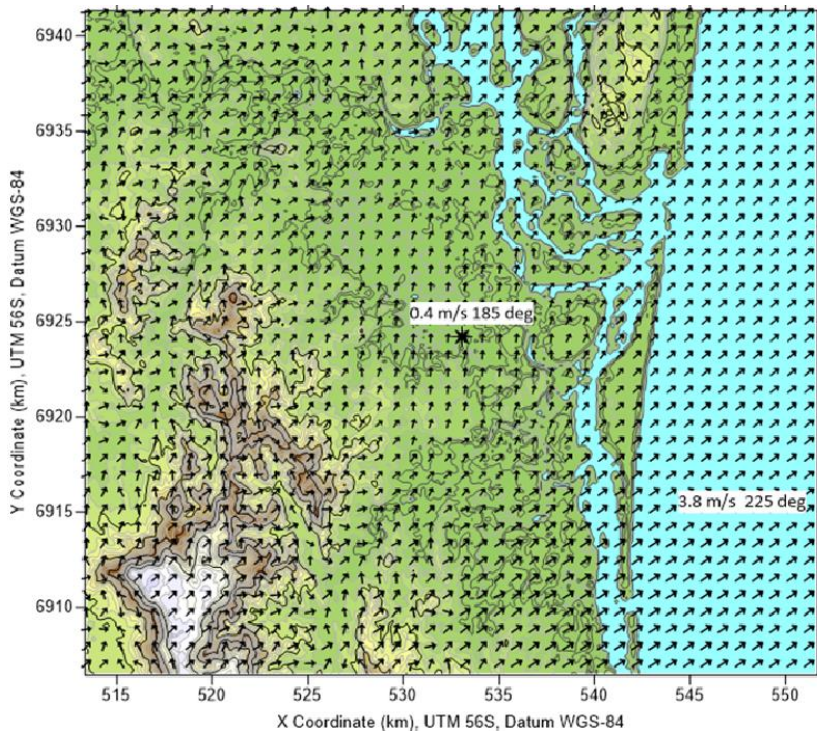 6940
6935
6930
6925
6920
6915
6910
Y Coordinate (km), UTM 56S, Datum WGS-84
0.4 m/s 185 deg
3.8 m/s 225 deg
515 520 525 530 535 540 545 550
X Coordinate (km), UTM 56S, Datum WGS-84